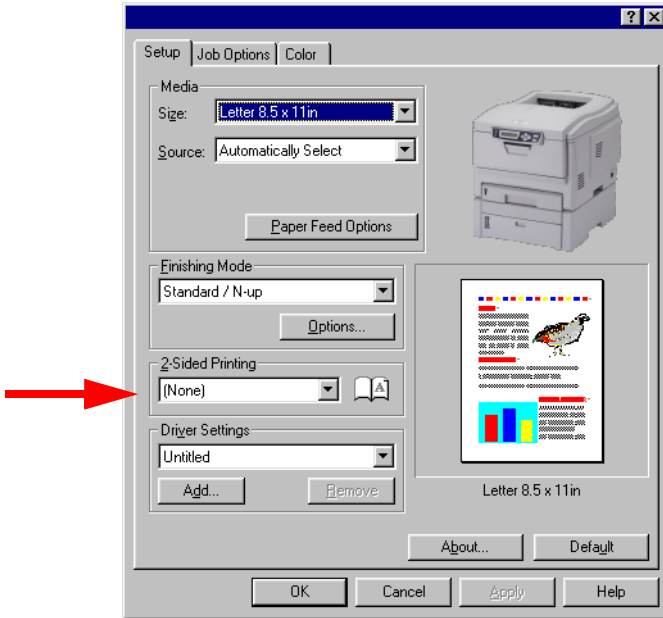 Setup
Job Options
Color
Media
Size:
Letter 8.5 x 11in
Source:
Automatically Select
Paper Feed Options
Finishing Mode
Standard / N-up
Options...
2-Sided Printing
(None)
A
Driver Settings
Untitled
Add...
Remove
Letter 8.5 x 11in
About...
Default
OK
Cancel
Apply
Help